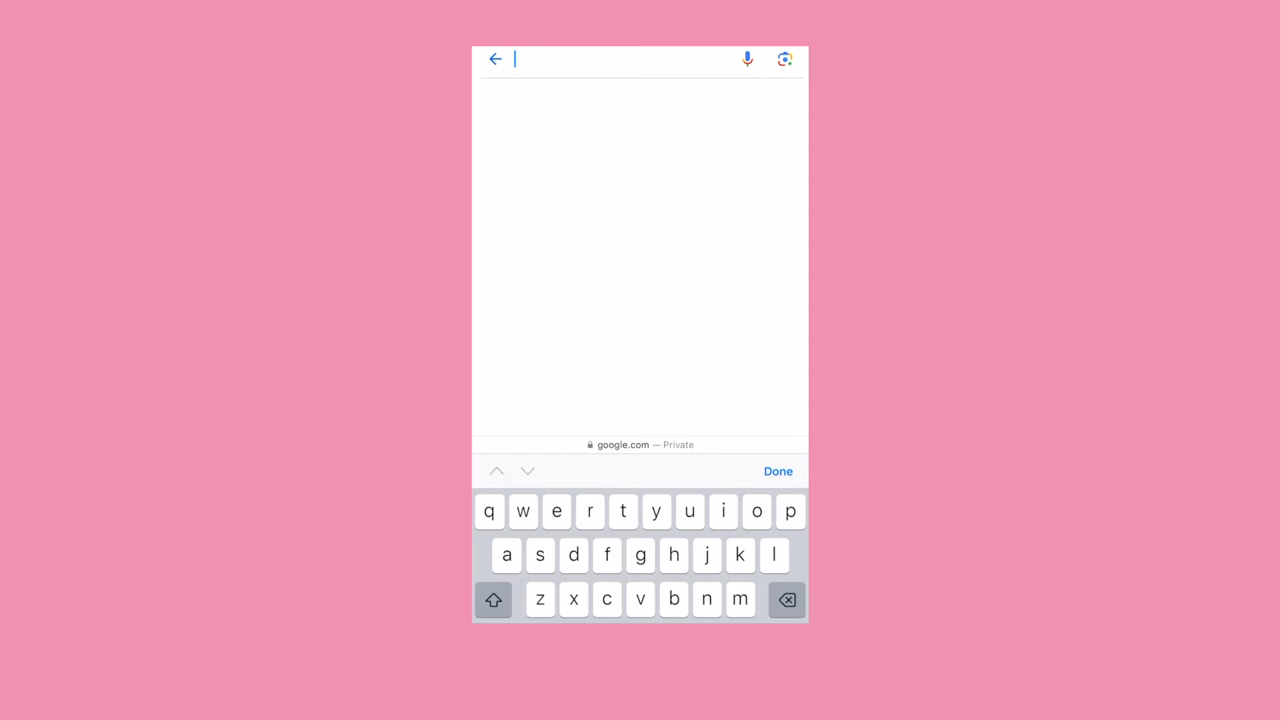 google.com — Private
Done
q w e r t y u i o p
a s d f g h j k l
z x c v b n m